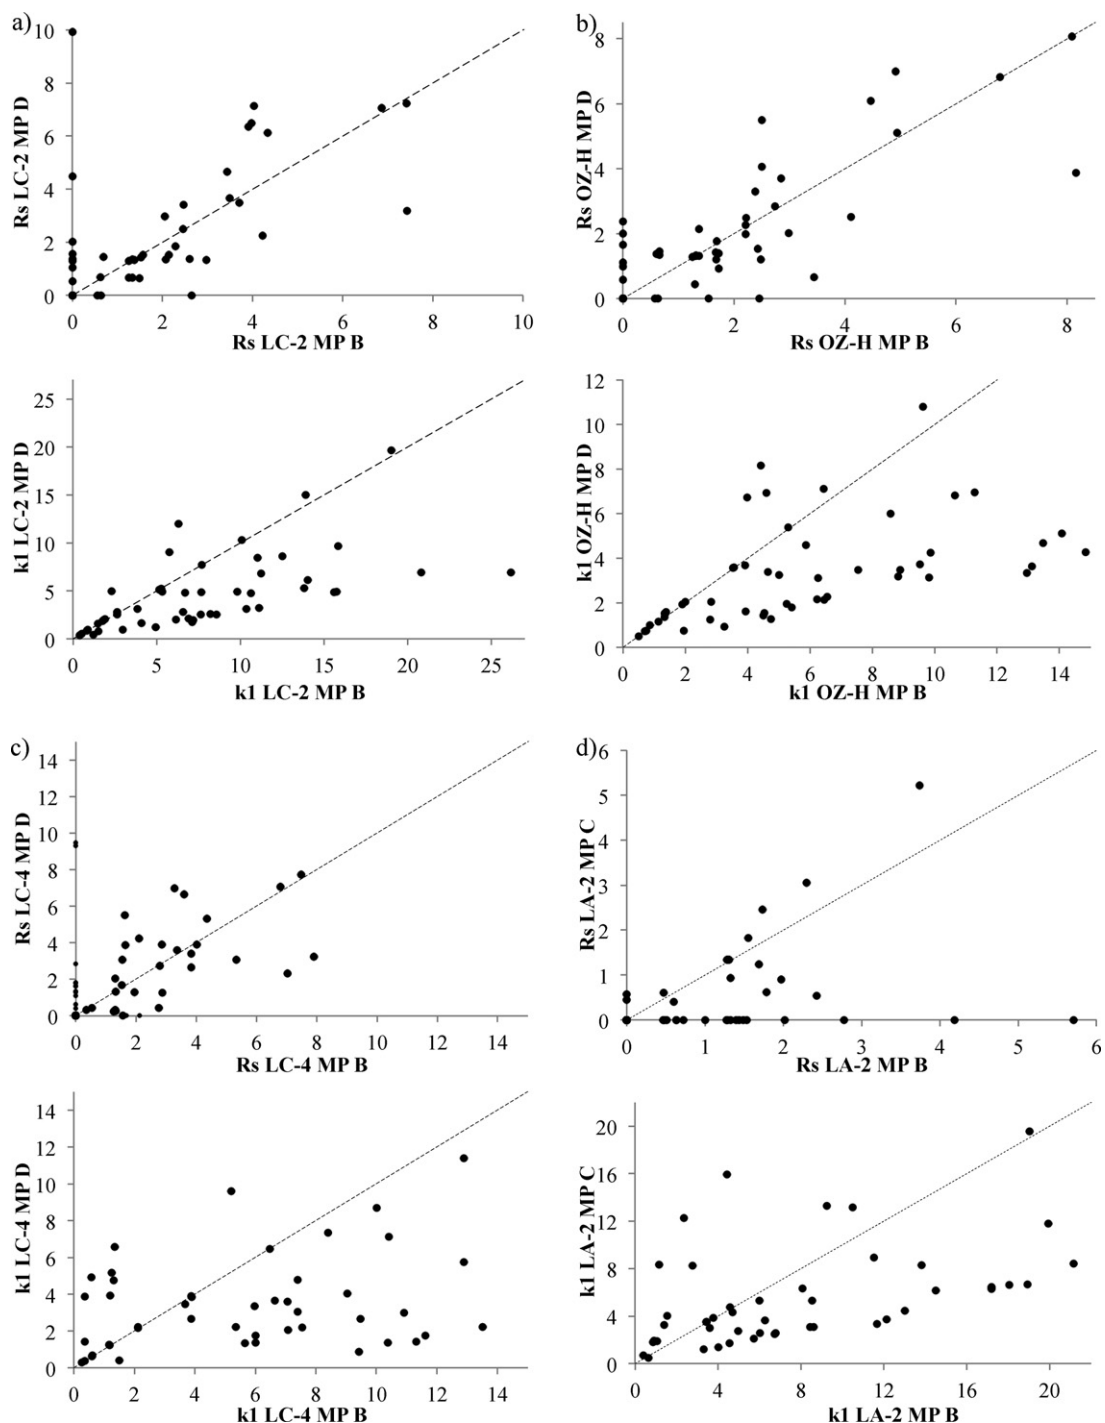 a)
10
8
6
4
2
0
Rs LC-2 MP D
0 2 4 6 8 10
Rs LC-2 MP B
b)
8
6
4
2
0
Rs OZ-H MP D
0 2 4 6 8
Rs OZ-H MP B
25
20
15
10
5
0
k1 LC-2 MP D
0 5 10 15 20 25
k1 LC-2 MP B
12
10
8
6
4
2
0
k1 OZ-H MP D
0 2 4 6 8 10 12 14
k1 OZ-H MP B
c)
14
12
10
8
6
4
2
0
Rs LC-4 MP D
0 2 4 6 8 10 12 14
Rs LC-4 MP B
d)
6
5
4
3
2
1
0
Rs LA-2 MP C
0 1 2 3 4 5 6
Rs LA-2 MP B
14
12
10
8
6
4
2
0
k1 LC-4 MP D
0 2 4 6 8 10 12 14
k1 LC-4 MP B
20
16
12
8
4
0
k1 LA-2 MP C
0 4 8 12 16 20
k1 LA-2 MP B